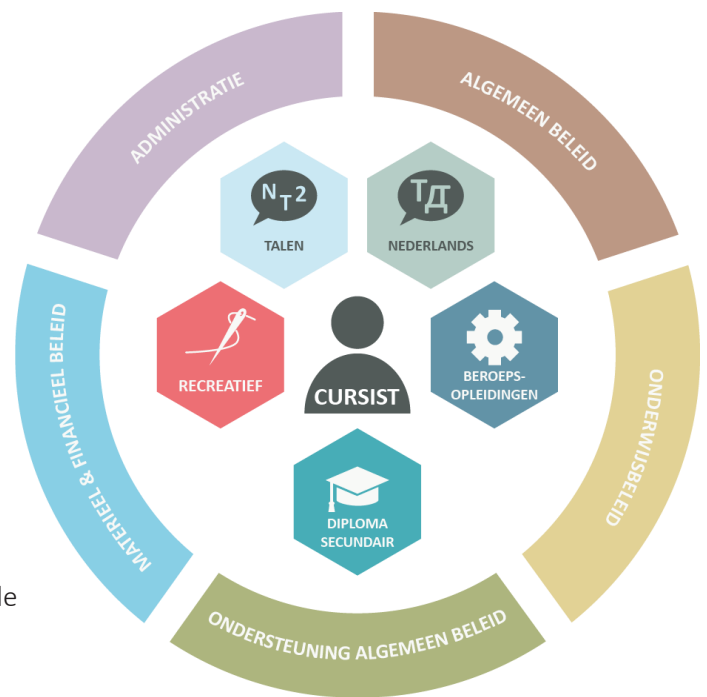 ADMINISTRATIE
ALGEMEEN BELEID
NT2
TALEN
ТД
NEDERLANDS
RECREATIEF
CURSIST
BEROEPS-
OPLEIDINGEN
MATERIEEL & FINANCIEEL BELEID
ONDERWIJSBELEID
DIPLOMA
SECUNDAIR
ONDERSTEUNING ALGEMEEN BELEID